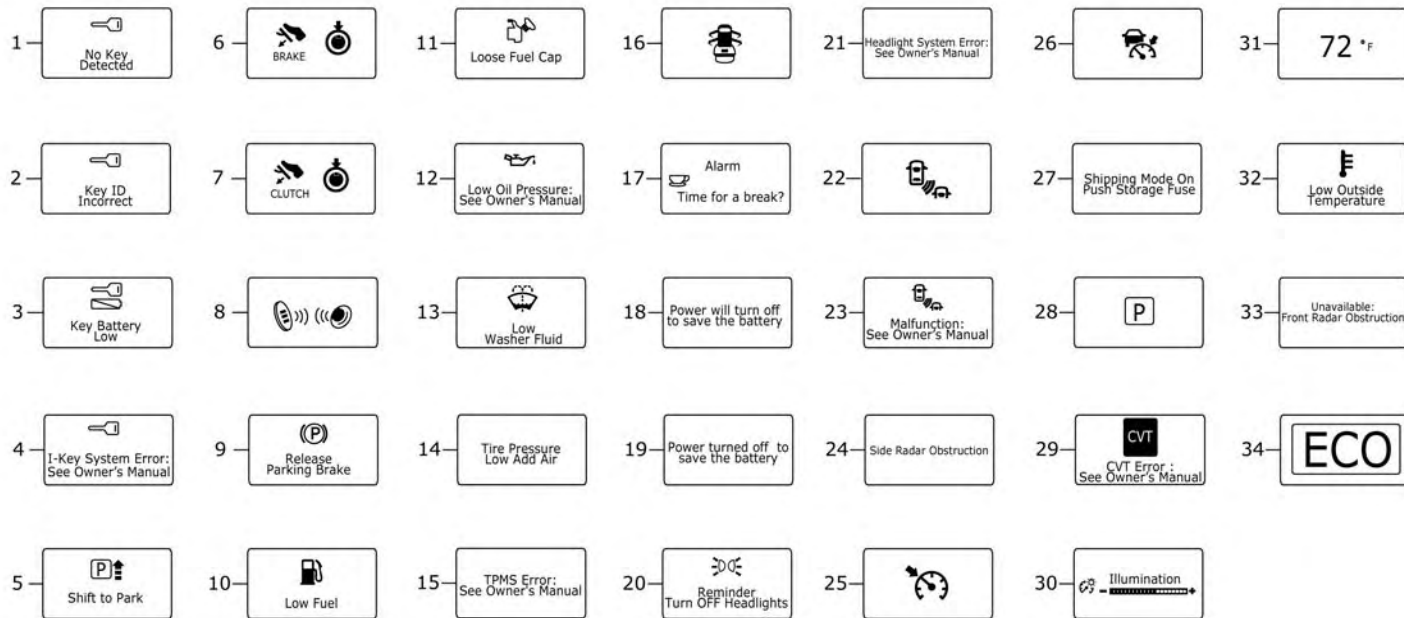 1
No Key
Detected
6
BRAKE
11
Loose Fuel Cap
16
21
Headlight System Error:
See Owner's Manual
26
31
72 °F
2
Key ID
Incorrect
7
CLUTCH
12
Low Oil Pressure:
See Owner's Manual
17
Alarm
Time for a break?
22
27
Shipping Mode On
Push Storage Fuse
32
Low Outside
Temperature
3
Key Battery
Low
8
13
Low
Washer Fluid
18
Power will turn off
to save the battery
23
Malfunction:
See Owner's Manual
28
P
33
Unavailable:
Front Radar Obstruction
4
I-Key System Error:
See Owner's Manual
9
P
Release
Parking Brake
14
Tire Pressure
Low Add Air
19
Power turned off to
save the battery
24
Side Radar Obstruction
29
CVT
CVT Error :
See Owner's Manual
34
ECO
5
P
Shift to Park
10
Low Fuel
15
TPMS Error:
See Owner's Manual
20
Reminder
Turn OFF Headlights
25
30
Illumination
- +